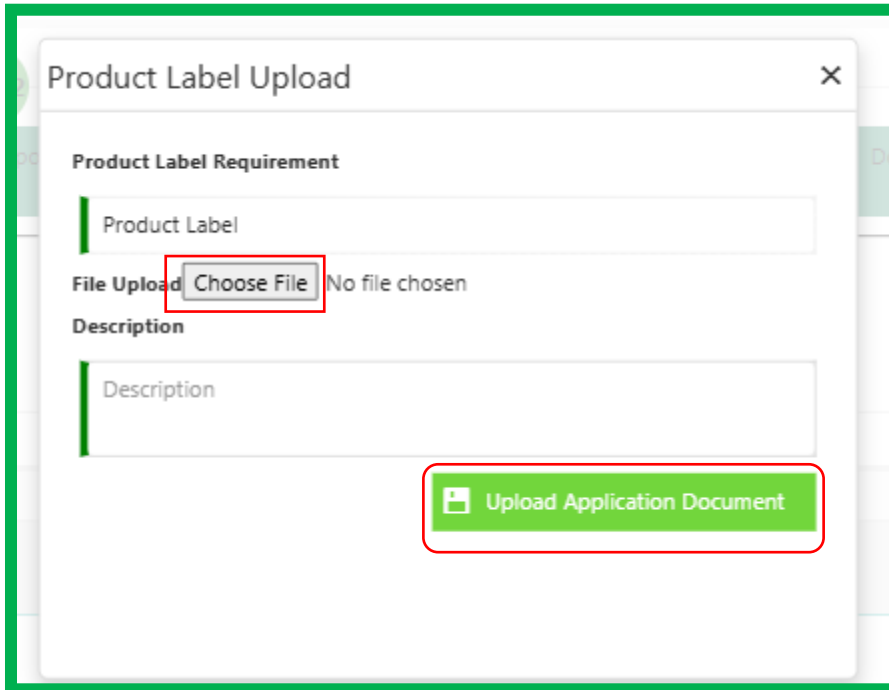 Product Label Upload
Product Label Requirement
Product Label
File Upload Choose File No file chosen
Description
Description
Upload Application Document